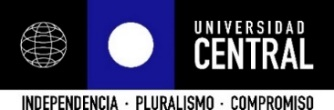 UNIVERSIDAD
CENTRAL
INDEPENDENCIA · PLURALISMO · COMPROMISO